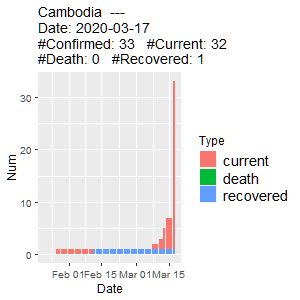 Cambodia  ---
Date: 2020-03-17
#Confirmed: 33   #Current: 32
#Death: 0   #Recovered: 1
Num
30
20
10
0
Feb 01 Feb 15 Mar 01 Mar 15
Date
Type
current
death
recovered